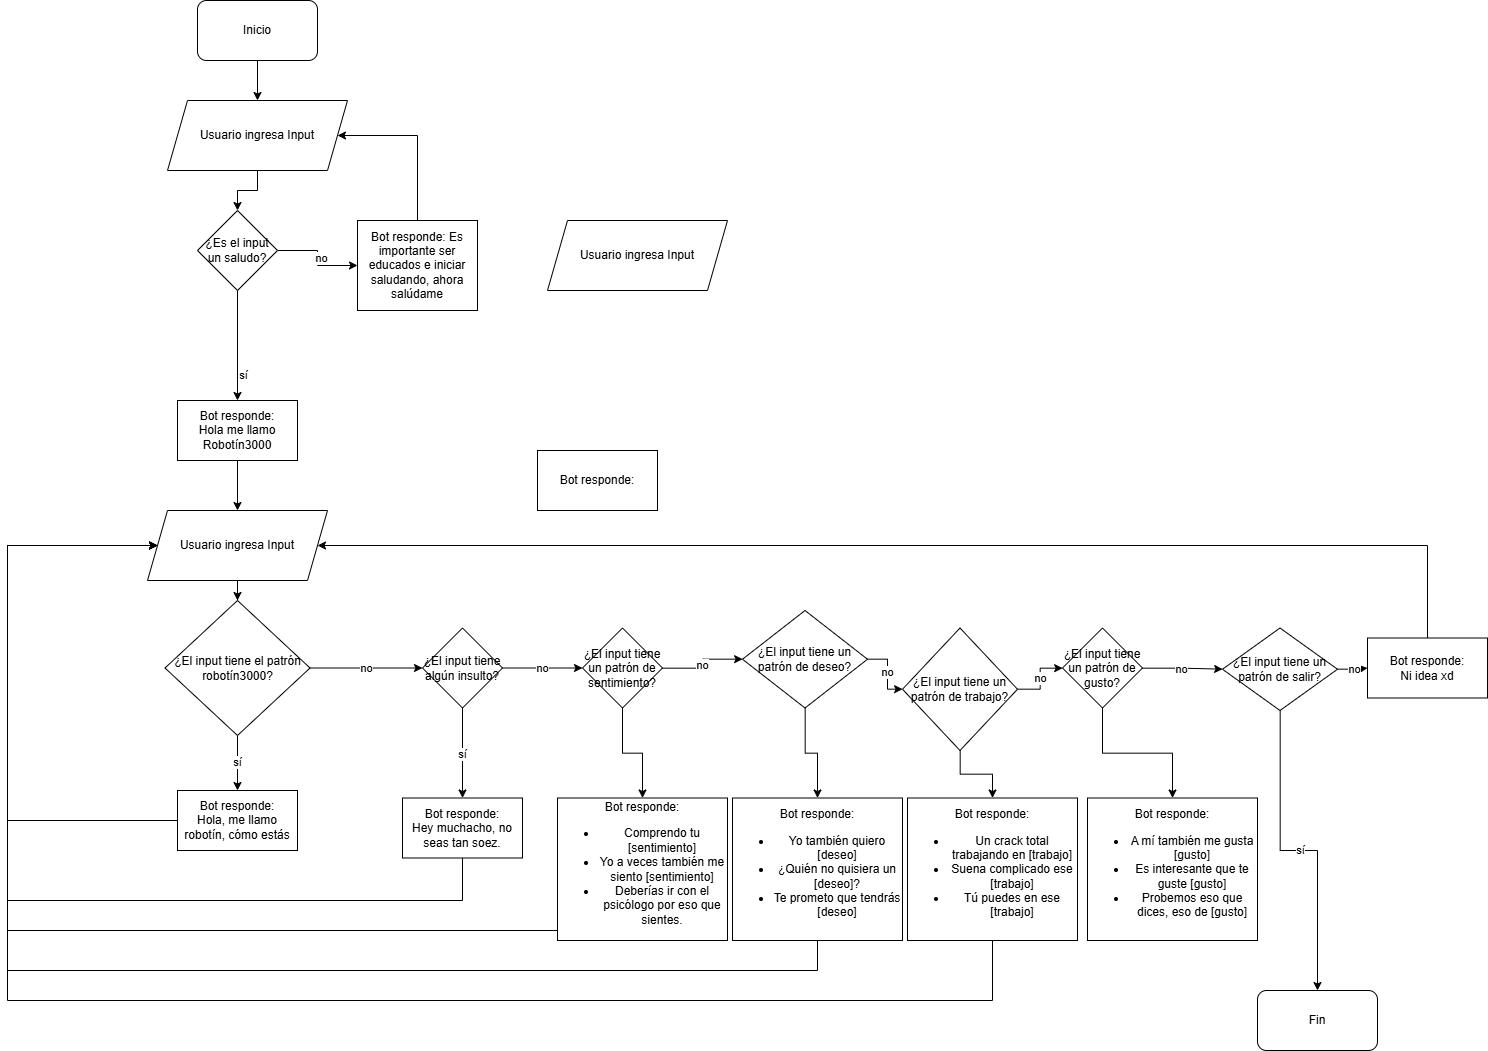 Inicio
Usuario ingresa Input
¿Es el input
un saludo?
no
Bot responde: Es
importante ser
educados e iniciar
saludando, ahora
salúdame
Usuario ingresa Input
sí
Bot responde:
Hola me llamo
Robotín3000
Bot responde:
Usuario ingresa Input
¿El input tiene el patrón
robotín3000?
no
¿El input tiene
algún insulto?
no
¿El input tiene
un patrón de
sentimiento?
no
¿El input tiene un
patrón de deseo?
no
¿El input tiene un
patrón de trabajo?
no
¿El input tiene
un patrón de
gusto?
no
¿El input tiene un
patrón de salir?
no
Bot responde:
Ni idea xd
sí
Bot responde:
Hola, me llamo
robotín, cómo estás
sí
Bot responde:
Hey muchacho, no
seas tan soez.
Bot responde:
• Comprendo tu
[sentimiento]
• Yo a veces también me
siento [sentimiento]
• Deberías ir con el
psicólogo por eso que
sientes.
Bot responde:
• Yo también quiero
[deseo]
• ¿Quién no quisiera un
[deseo]?
• Te prometo que tendrás
[deseo]
Bot responde:
• Un crack total
trabajando en [trabajo]
• Suena complicado ese
[trabajo]
• Tú puedes en ese
[trabajo]
Bot responde:
• A mí también me gusta
[gusto]
• Es interesante que te
guste [gusto]
• Probemos eso que
dices, eso de [gusto]
sí
Fin